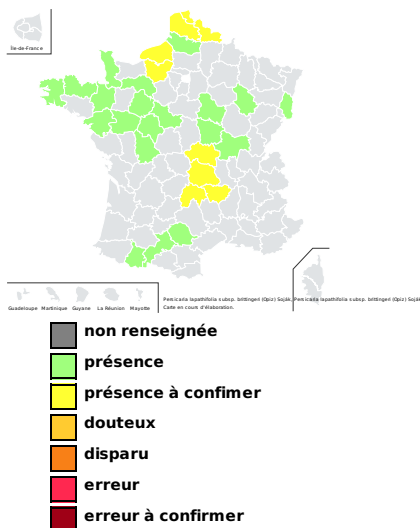 Île-de-France
Guadeloupe Martinique Guyane La Réunion Mayotte
Persicaria lapathifolia subsp. brittingeri (Opiz) Soják, Persicaria lapathifolia subsp. brittingeri (Opiz) Soják
Carte en cours d'élaboration.
non renseignée
présence
présence à confimer
douteux
disparu
erreur
erreur à confirmer